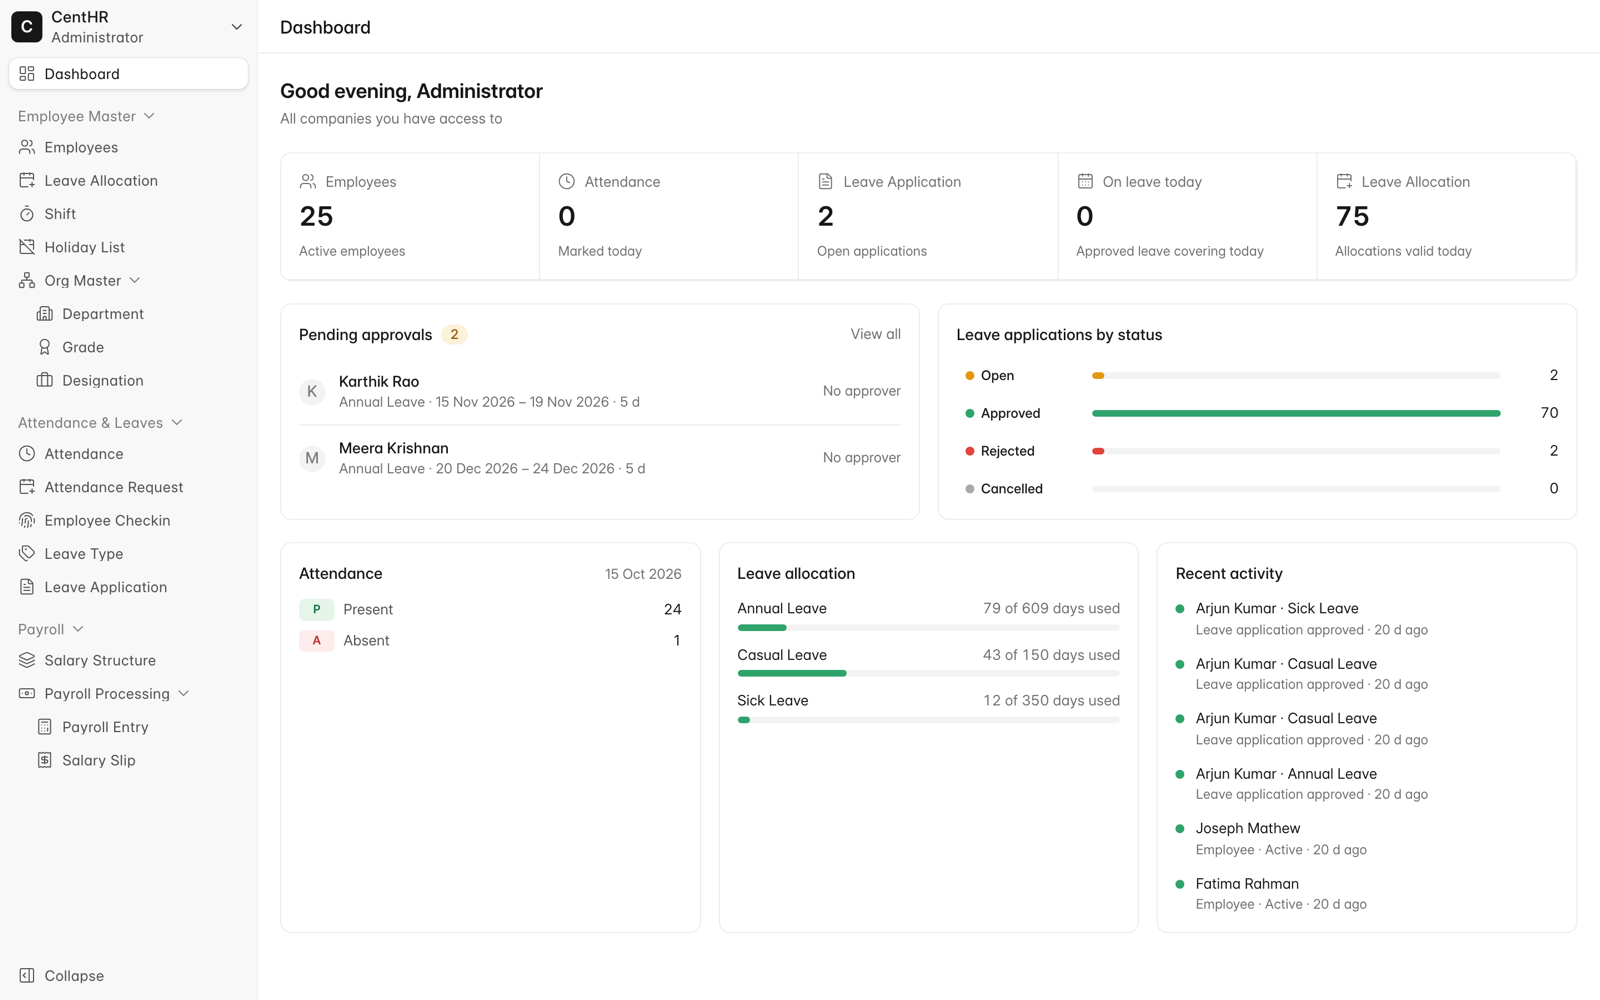 C
CentHR
Administrator
Dashboard
Employee Master
Employees
Leave Allocation
Shift
Holiday List
Org Master
Department
Grade
Designation
Attendance & Leaves
Attendance
Attendance Request
Employee Checkin
Leave Type
Leave Application
Payroll
Salary Structure
Payroll Processing
Payroll Entry
Salary Slip
Collapse
Dashboard
Good evening, Administrator
All companies you have access to
Employees
25
Active employees
Attendance
0
Marked today
Leave Application
2
Open applications
On leave today
0
Approved leave covering today
Leave Allocation
75
Allocations valid today
Pending approvals 2 View all
K
Karthik Rao
Annual Leave · 15 Nov 2026 – 19 Nov 2026 · 5 d
No approver
M
Meera Krishnan
Annual Leave · 20 Dec 2026 – 24 Dec 2026 · 5 d
No approver
Leave applications by status
Open 2
Approved 70
Rejected 2
Cancelled 0
Attendance 15 Oct 2026
P Present 24
A Absent 1
Leave allocation
Annual Leave 79 of 609 days used
Casual Leave 43 of 150 days used
Sick Leave 12 of 350 days used
Recent activity
Arjun Kumar · Sick Leave
Leave application approved · 20 d ago
Arjun Kumar · Casual Leave
Leave application approved · 20 d ago
Arjun Kumar · Casual Leave
Leave application approved · 20 d ago
Arjun Kumar · Annual Leave
Leave application approved · 20 d ago
Joseph Mathew
Employee · Active · 20 d ago
Fatima Rahman
Employee · Active · 20 d ago